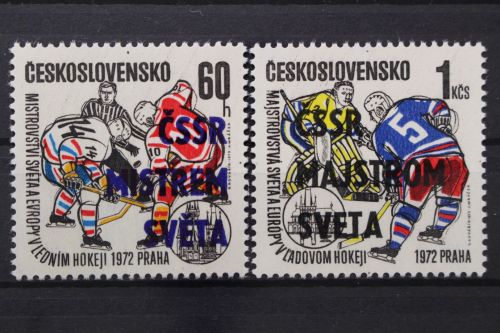 ČESKOSLOVENSKO 60h
MISTROVSTVÍ SVĚTA A EVROPY V LEDNÍM HOKEJI 1972 PRAHA
14
10
ČSSR
MISTREM
SVĚTA
ČESKOSLOVENSKO 1 KČS
MAJSTROVSTVÁ SVETA A EURÓPY V ĽADOVOM HOKEJI 1972 PRAHA
5
ČSSR
MAJSTROM
SVETA